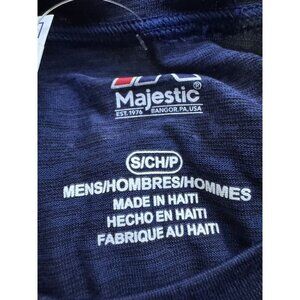 Majestic®
EST. 1976 BANGOR, PA, USA
S/CH/P
MENS/HOMBRES/HOMMES
MADE IN HAITI
HECHO EN HAITI
FABRIQUE AU HAITI